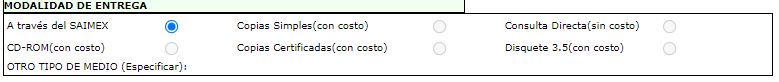 MODALIDAD DE ENTREGA
A través del SAIMEX Copias Simples(con costo) Consulta Directa(sin costo)
CD-ROM(con costo) Copias Certificadas(con costo) Disquete 3.5(con costo)
OTRO TIPO DE MEDIO (Especificar):